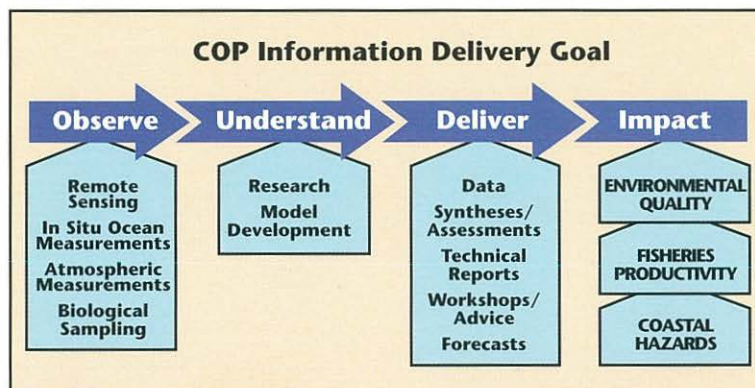 COP Information Delivery Goal
Observe
Understand
Deliver
Impact
Remote
Sensing
In Situ Ocean
Measurements
Atmospheric
Measurements
Biological
Sampling
Research
Model
Development
Data
Syntheses/
Assessments
Technical
Reports
Workshops/
Advice
Forecasts
ENVIRONMENTAL
QUALITY
FISHERIES
PRODUCTIVITY
COASTAL
HAZARDS